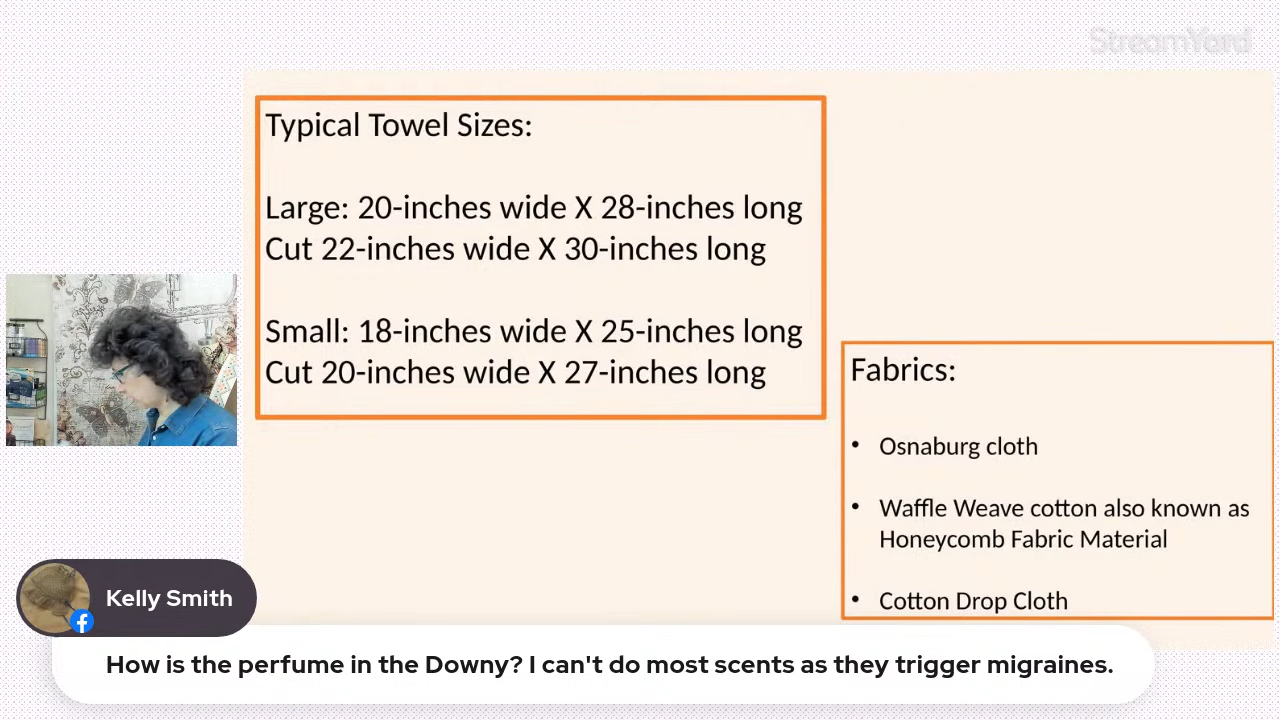 StreamYard
Typical Towel Sizes:
Large: 20-inches wide X 28-inches long
Cut 22-inches wide X 30-inches long
Small: 18-inches wide X 25-inches long
Cut 20-inches wide X 27-inches long
Fabrics:
• Osnaburg cloth
• Waffle Weave cotton also known as
Honeycomb Fabric Material
• Cotton Drop Cloth
Kelly Smith
How is the perfume in the Downy? I can't do most scents as they trigger migraines.